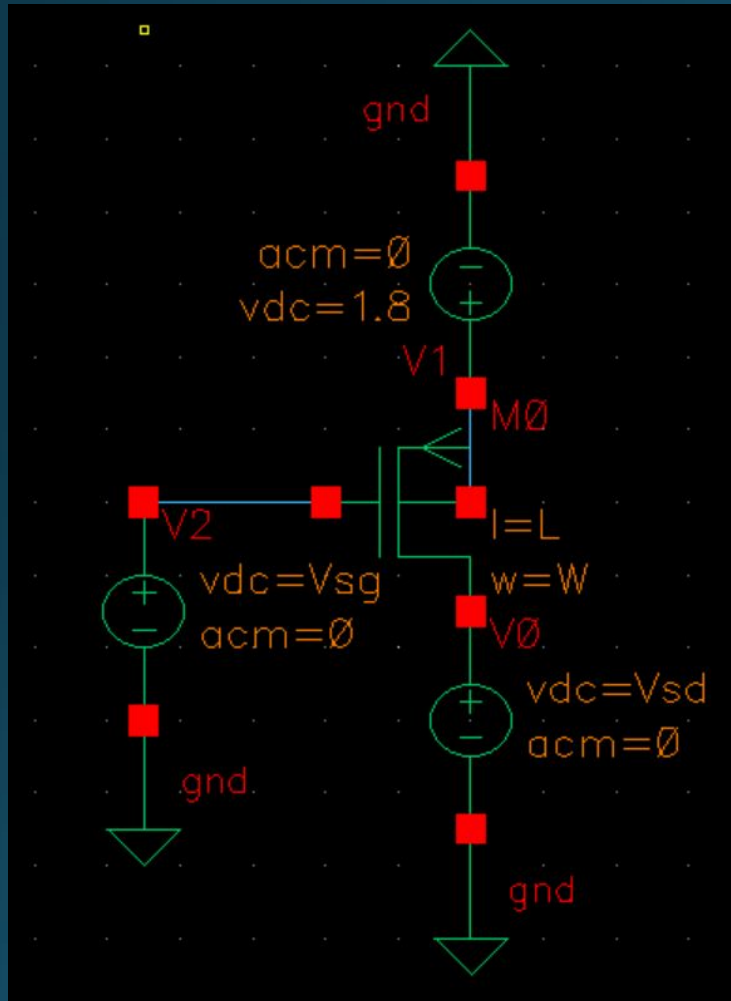 gnd
acm=0
vdc=1.8
V1
M0
V2
l=L
vdc=Vsg
w=W
acm=0
V0
vdc=Vsd
acm=0
gnd
gnd